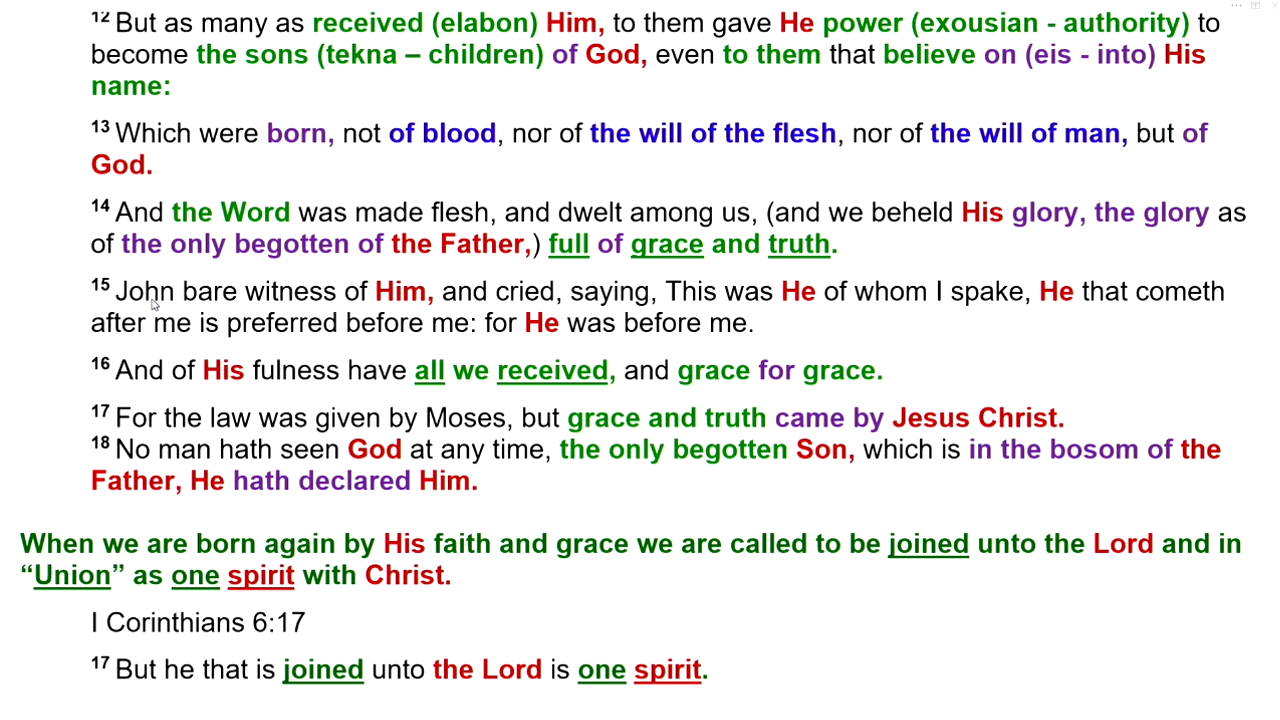 12 But as many as received (elabon) Him, to them gave He power (exousian - authority) to
become the sons (tekna – children) of God, even to them that believe on (eis - into) His
name:
13 Which were born, not of blood, nor of the will of the flesh, nor of the will of man, but of
God.
14 And the Word was made flesh, and dwelt among us, (and we beheld His glory, the glory as
of the only begotten of the Father,) full of grace and truth.
15 John bare witness of Him, and cried, saying, This was He of whom I spake, He that cometh
after me is preferred before me: for He was before me.
16 And of His fulness have all we received, and grace for grace.
17 For the law was given by Moses, but grace and truth came by Jesus Christ.
18 No man hath seen God at any time, the only begotten Son, which is in the bosom of the
Father, He hath declared Him.
When we are born again by His faith and grace we are called to be joined unto the Lord and in
“Union” as one spirit with Christ.
I Corinthians 6:17
17 But he that is joined unto the Lord is one spirit.